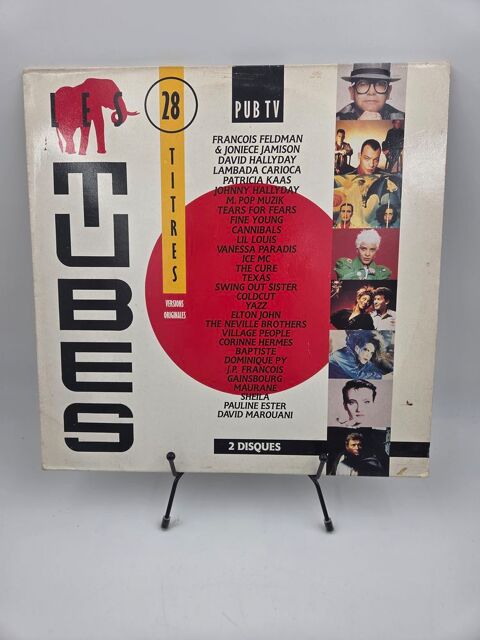 LES
TUBES
28
TITRES
VERSIONS
ORIGINALES
PUB TV
FRANCOIS FELDMAN
& JONIECE JAMISON
DAVID HALLYDAY
LAMBADA CARIOCA
PATRICIA KAAS
JOHNNY HALLYDAY
M. POP MUZIK
TEARS FOR FEARS
FINE YOUNG
CANNIBALS
LIL LOUIS
VANESSA PARADIS
ICE MC
THE CURE
TEXAS
SWING OUT SISTER
COLDCUT
YAZZ
ELTON JOHN
THE NEVILLE BROTHERS
VILLAGE PEOPLE
CORINNE HERMES
BAPTISTE
DOMINIQUE PY
J.P. FRANCOIS
GAINSBOURG
MAURANE
SHEILA
PAULINE ESTER
DAVID MAROUANI
2 DISQUES